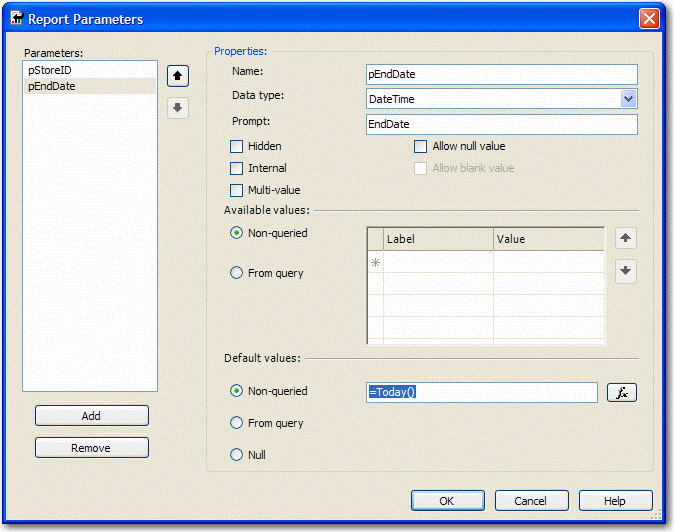 Report Parameters
Parameters:
pStoreID
pEndDate
Add
Remove
Properties:
Name:
pEndDate
Data type:
DateTime
Prompt:
EndDate
Hidden
Allow null value
Internal
Allow blank value
Multi-value
Available values:
Non-queried
Label
Value
From query
Default values:
Non-queried
=Today()
fx
From query
Null
OK
Cancel
Help